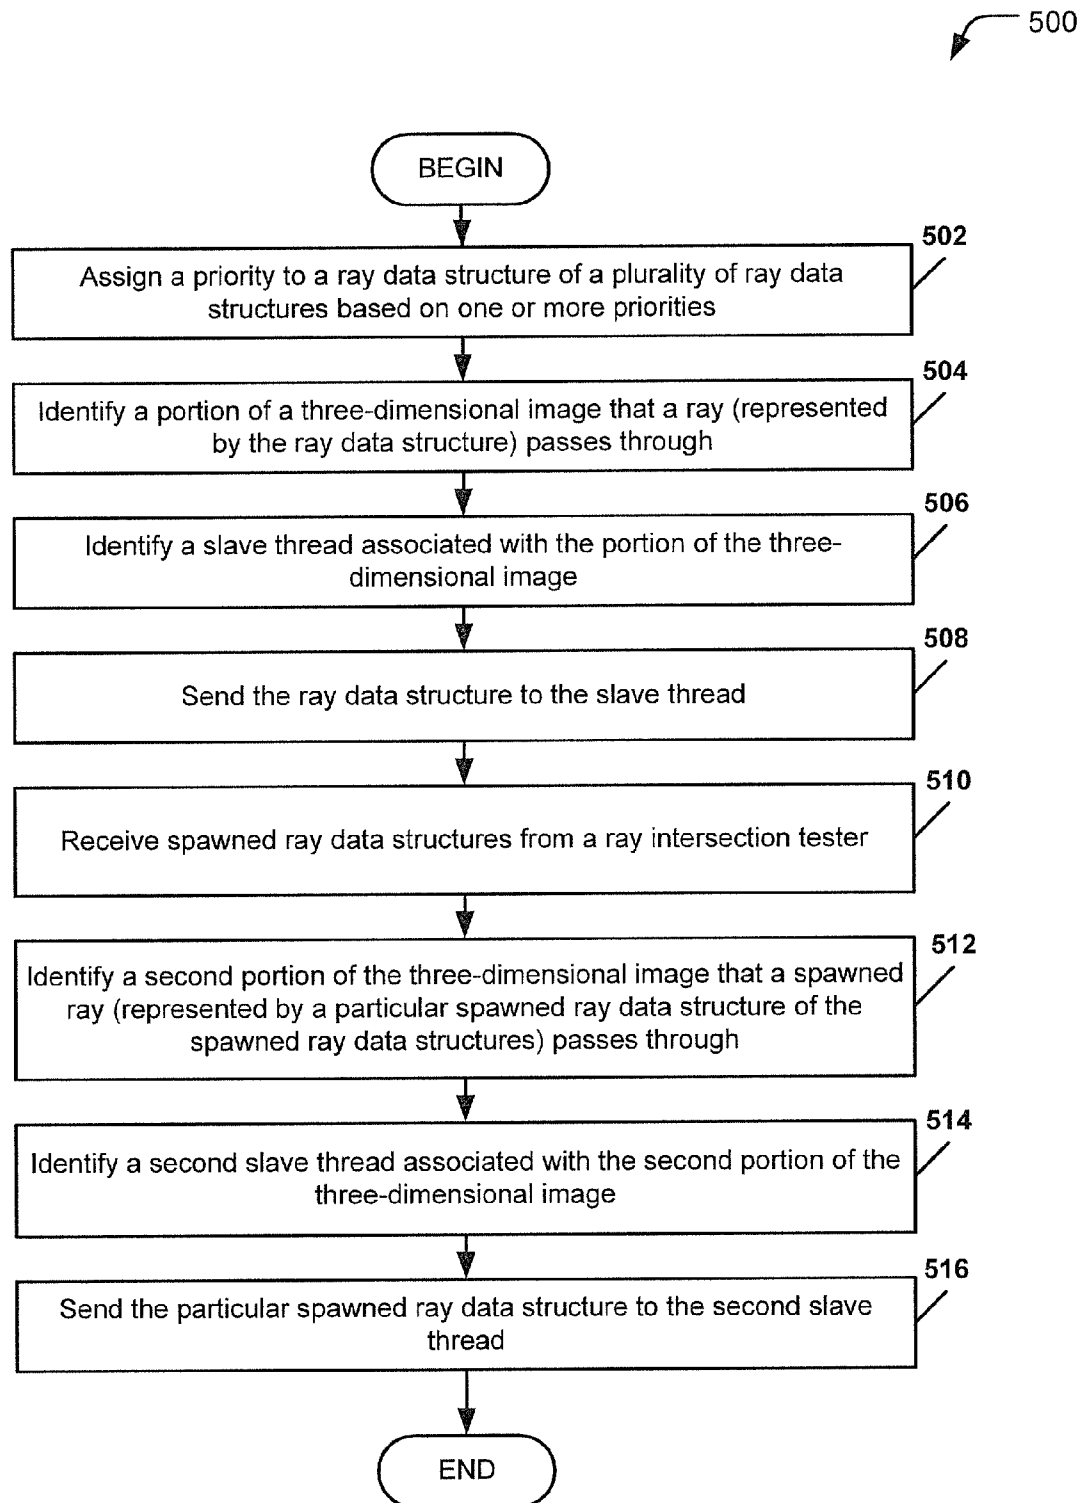 500
BEGIN
502
Assign a priority to a ray data structure of a plurality of ray data
structures based on one or more priorities
504
Identify a portion of a three-dimensional image that a ray (represented
by the ray data structure) passes through
506
Identify a slave thread associated with the portion of the three-
dimensional image
508
Send the ray data structure to the slave thread
510
Receive spawned ray data structures from a ray intersection tester
512
Identify a second portion of the three-dimensional image that a spawned
ray (represented by a particular spawned ray data structure of the
spawned ray data structures) passes through
514
Identify a second slave thread associated with the second portion of the
three-dimensional image
516
Send the particular spawned ray data structure to the second slave
thread
END